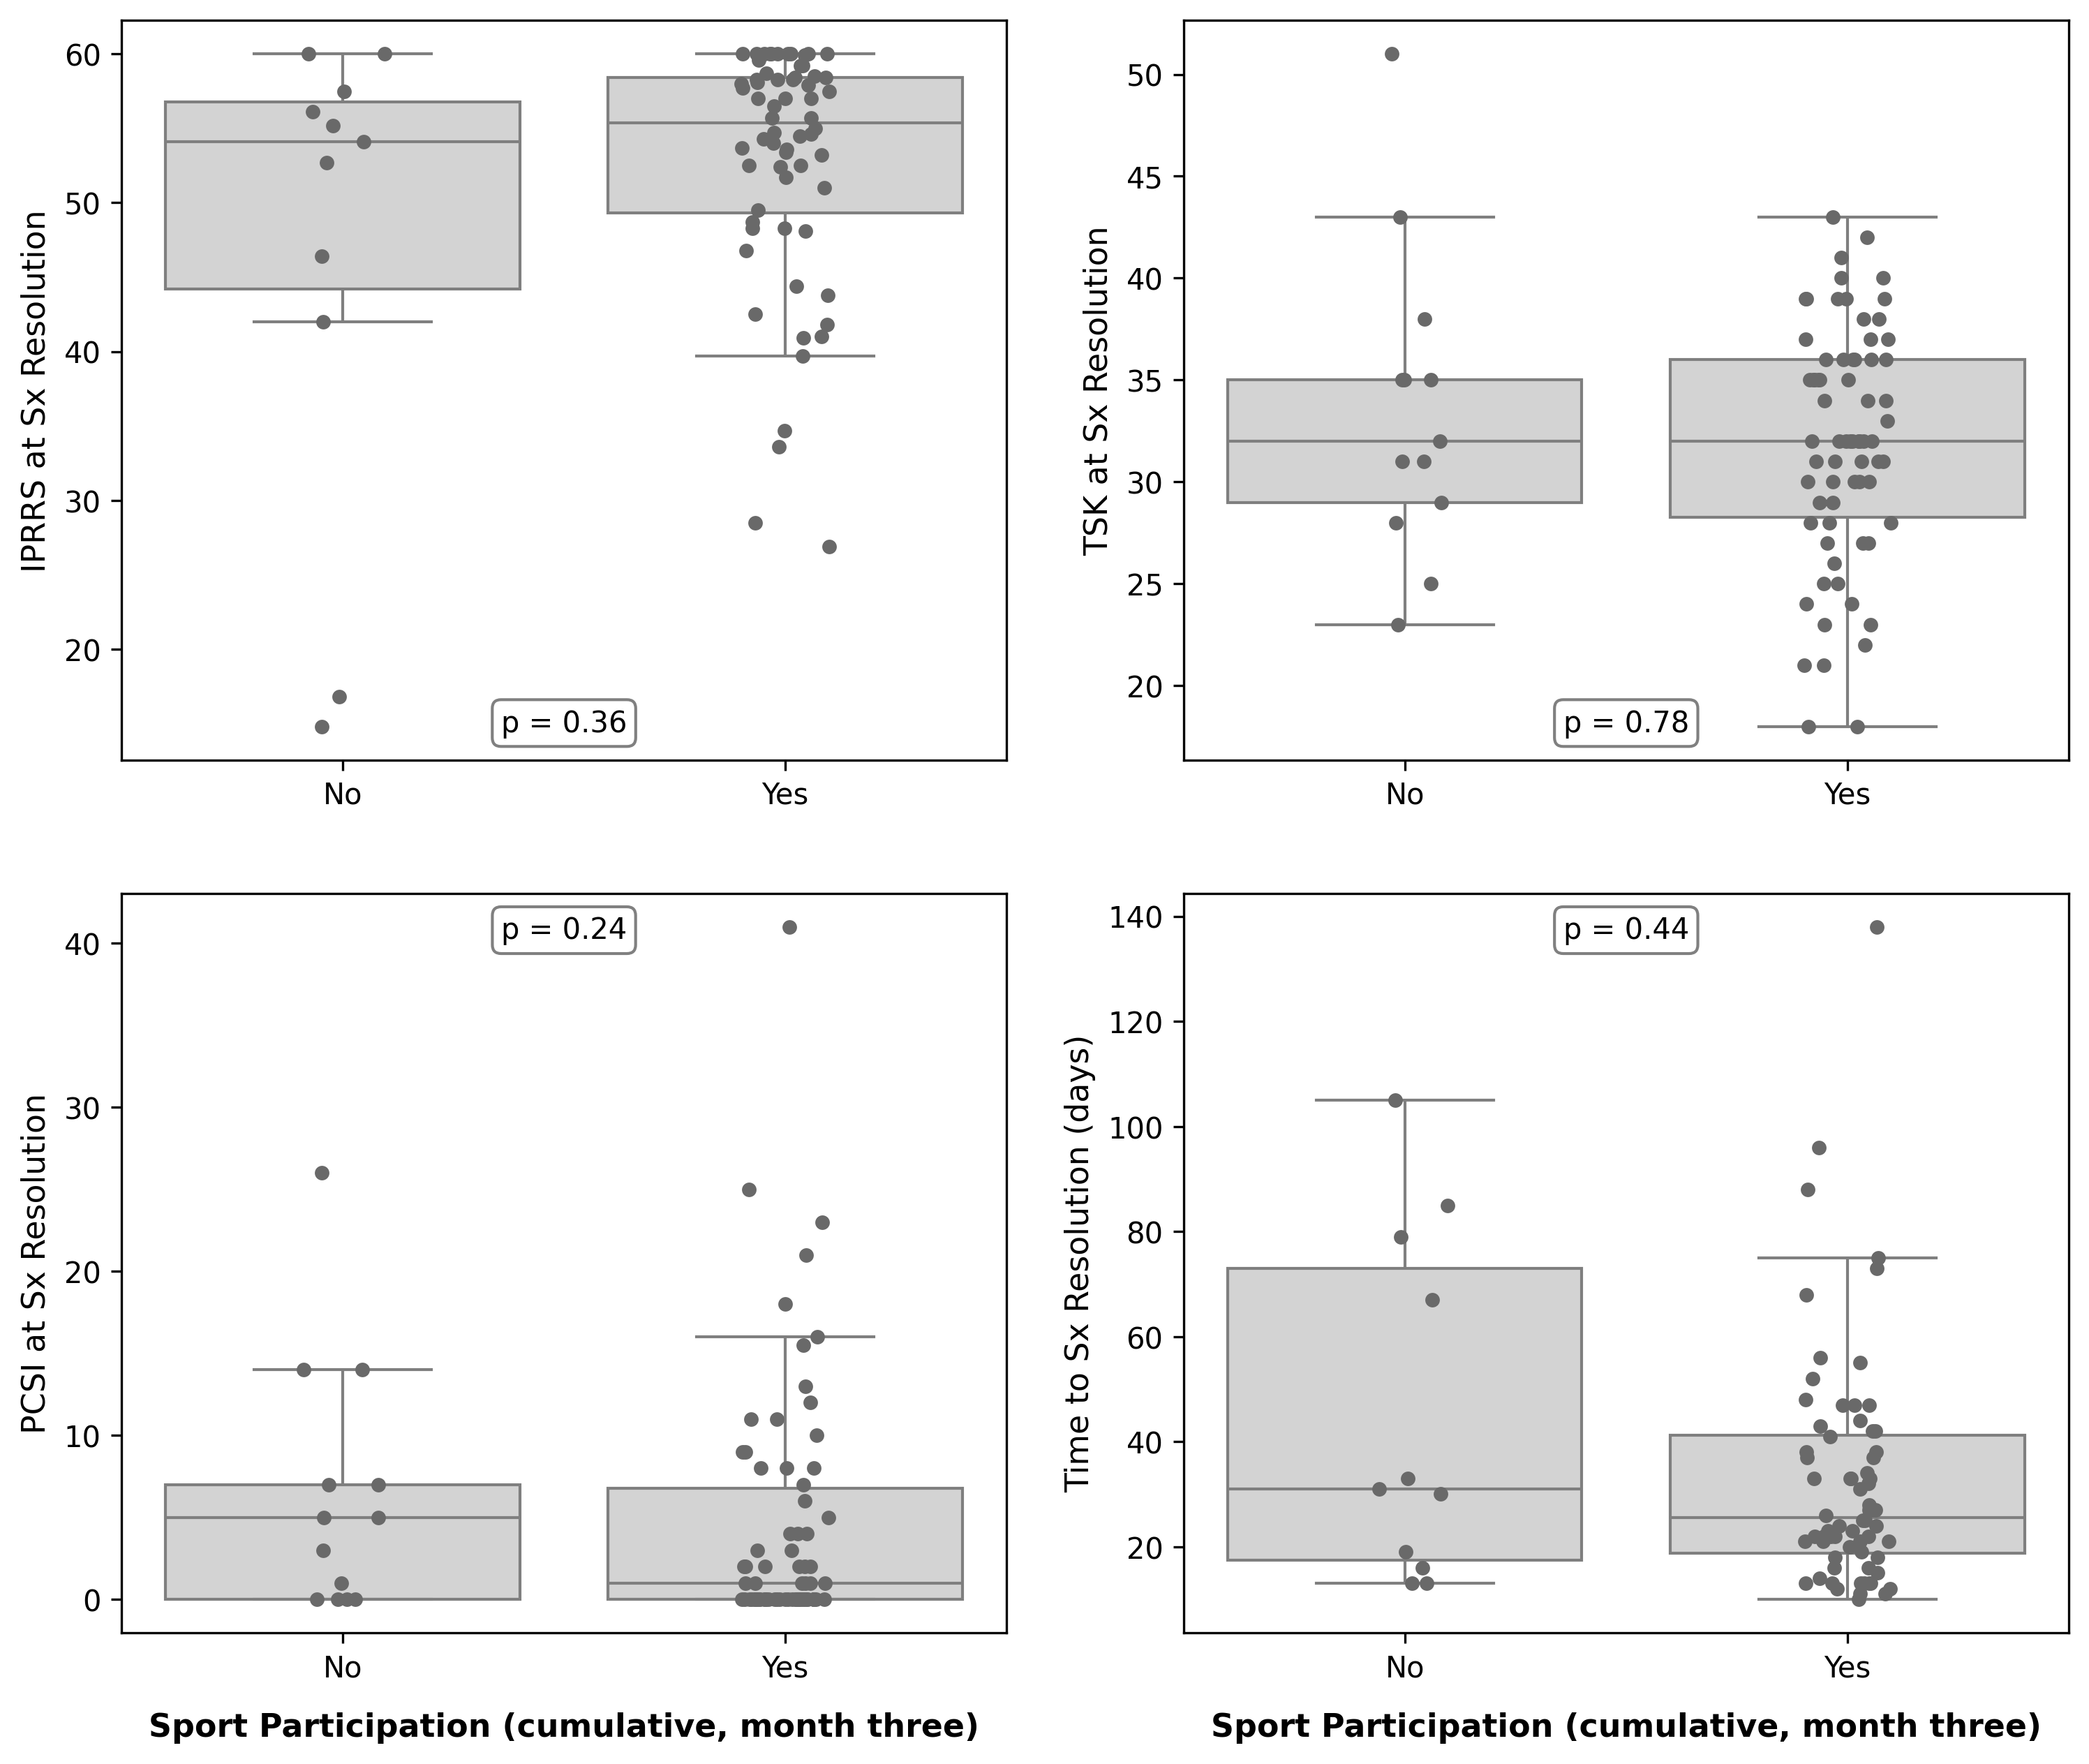 IPRRS at Sx Resolution
60
50
40
30
20
p = 0.36
No
Yes
TSK at Sx Resolution
50
45
40
35
30
25
20
p = 0.78
No
Yes
PCSI at Sx Resolution
40
30
20
10
0
p = 0.24
No
Yes
Sport Participation (cumulative, month three)
Time to Sx Resolution (days)
140
120
100
80
60
40
20
p = 0.44
No
Yes
Sport Participation (cumulative, month three)